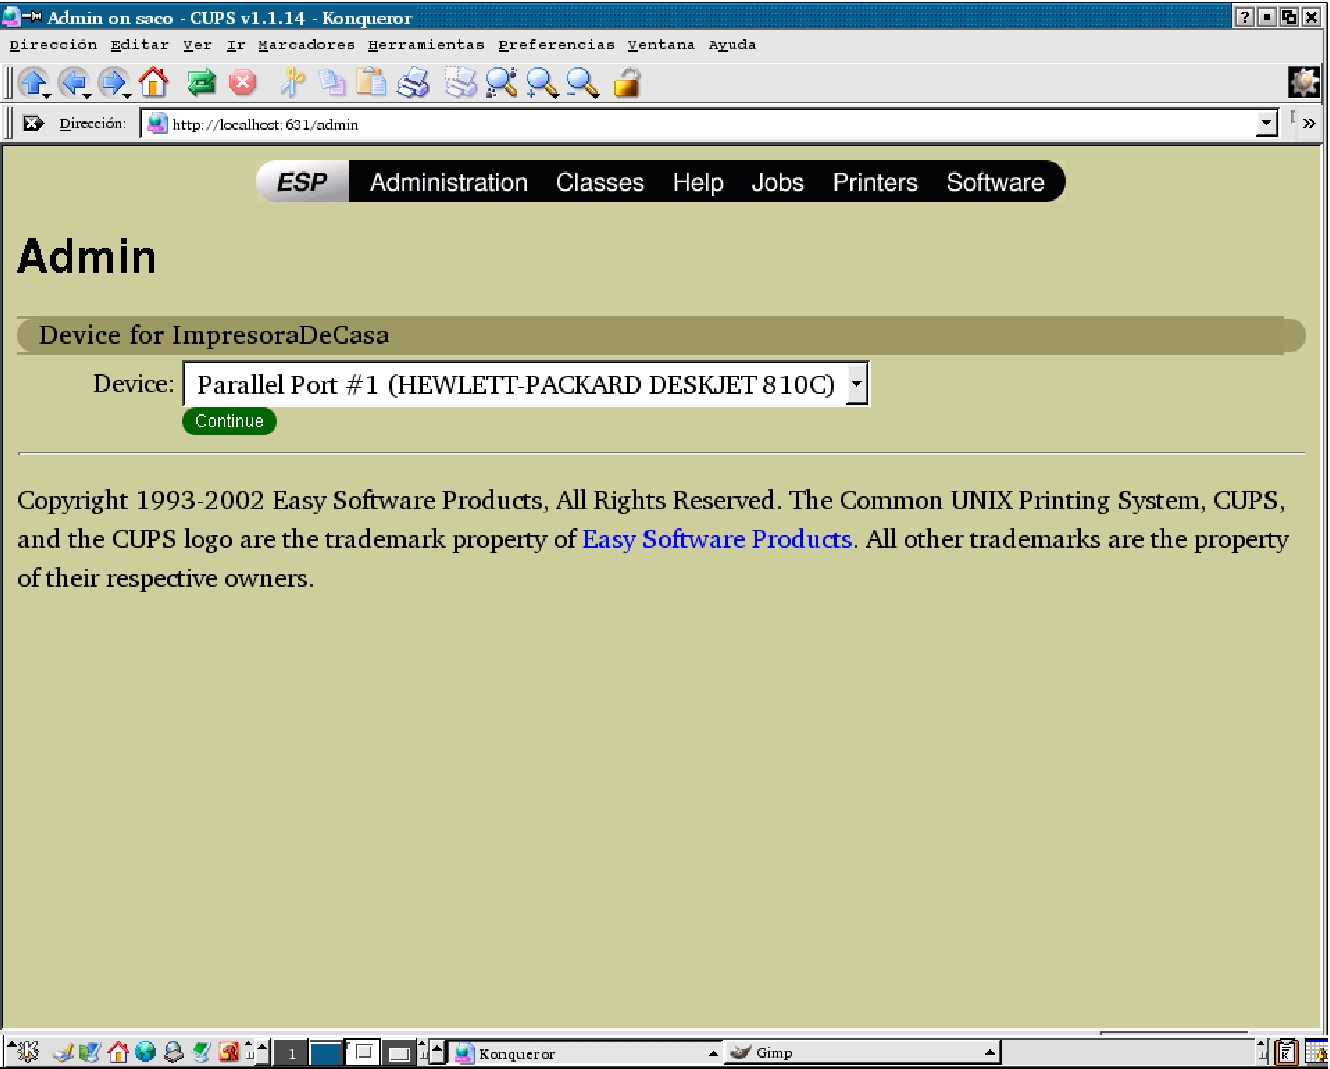 Admin on saco - CUPS v1.1.14 - Konqueror
Dirección Editar Ver Ir Marcadores Herramientas Preferencias Ventana Ayuda
Dirección: http://localhost:631/admin
ESP Administration Classes Help Jobs Printers Software
Admin
Device for ImpresoraDeCasa
Device: Parallel Port #1 (HEWLETT-PACKARD DESKJET 810C)
Continue
Copyright 1993-2002 Easy Software Products, All Rights Reserved. The Common UNIX Printing System, CUPS,
and the CUPS logo are the trademark property of Easy Software Products. All other trademarks are the property
of their respective owners.
1 Konqueror Gimp